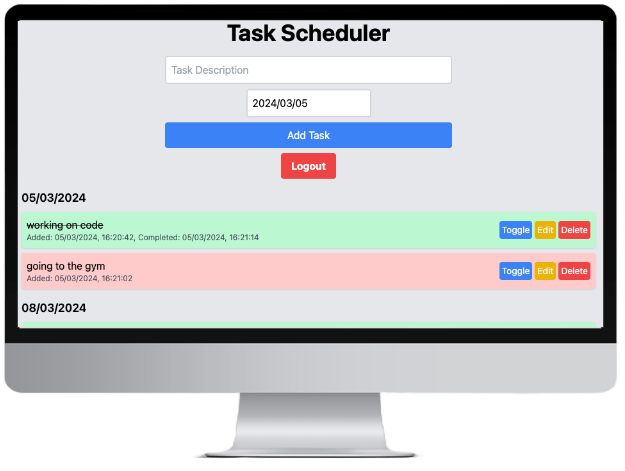 Task Scheduler
Task Description
2024/03/05
Add Task
Logout
05/03/2024
working on code
Toggle Edit Delete
Added: 05/03/2024, 16:20:42, Completed: 05/03/2024, 16:21:14
going to the gym
Toggle Edit Delete
Added: 05/03/2024, 16:21:02
08/03/2024